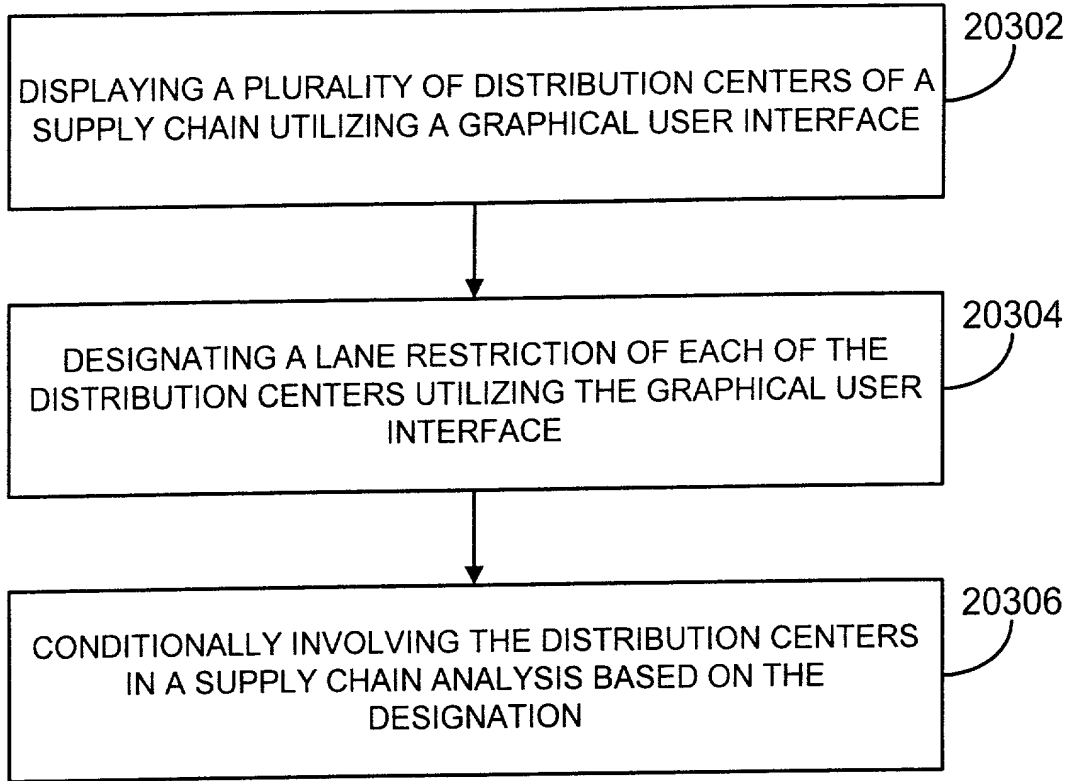 20302
DISPLAYING A PLURALITY OF DISTRIBUTION CENTERS OF A
SUPPLY CHAIN UTILIZING A GRAPHICAL USER INTERFACE
20304
DESIGNATING A LANE RESTRICTION OF EACH OF THE
DISTRIBUTION CENTERS UTILIZING THE GRAPHICAL USER
INTERFACE
20306
CONDITIONALLY INVOLVING THE DISTRIBUTION CENTERS
IN A SUPPLY CHAIN ANALYSIS BASED ON THE
DESIGNATION